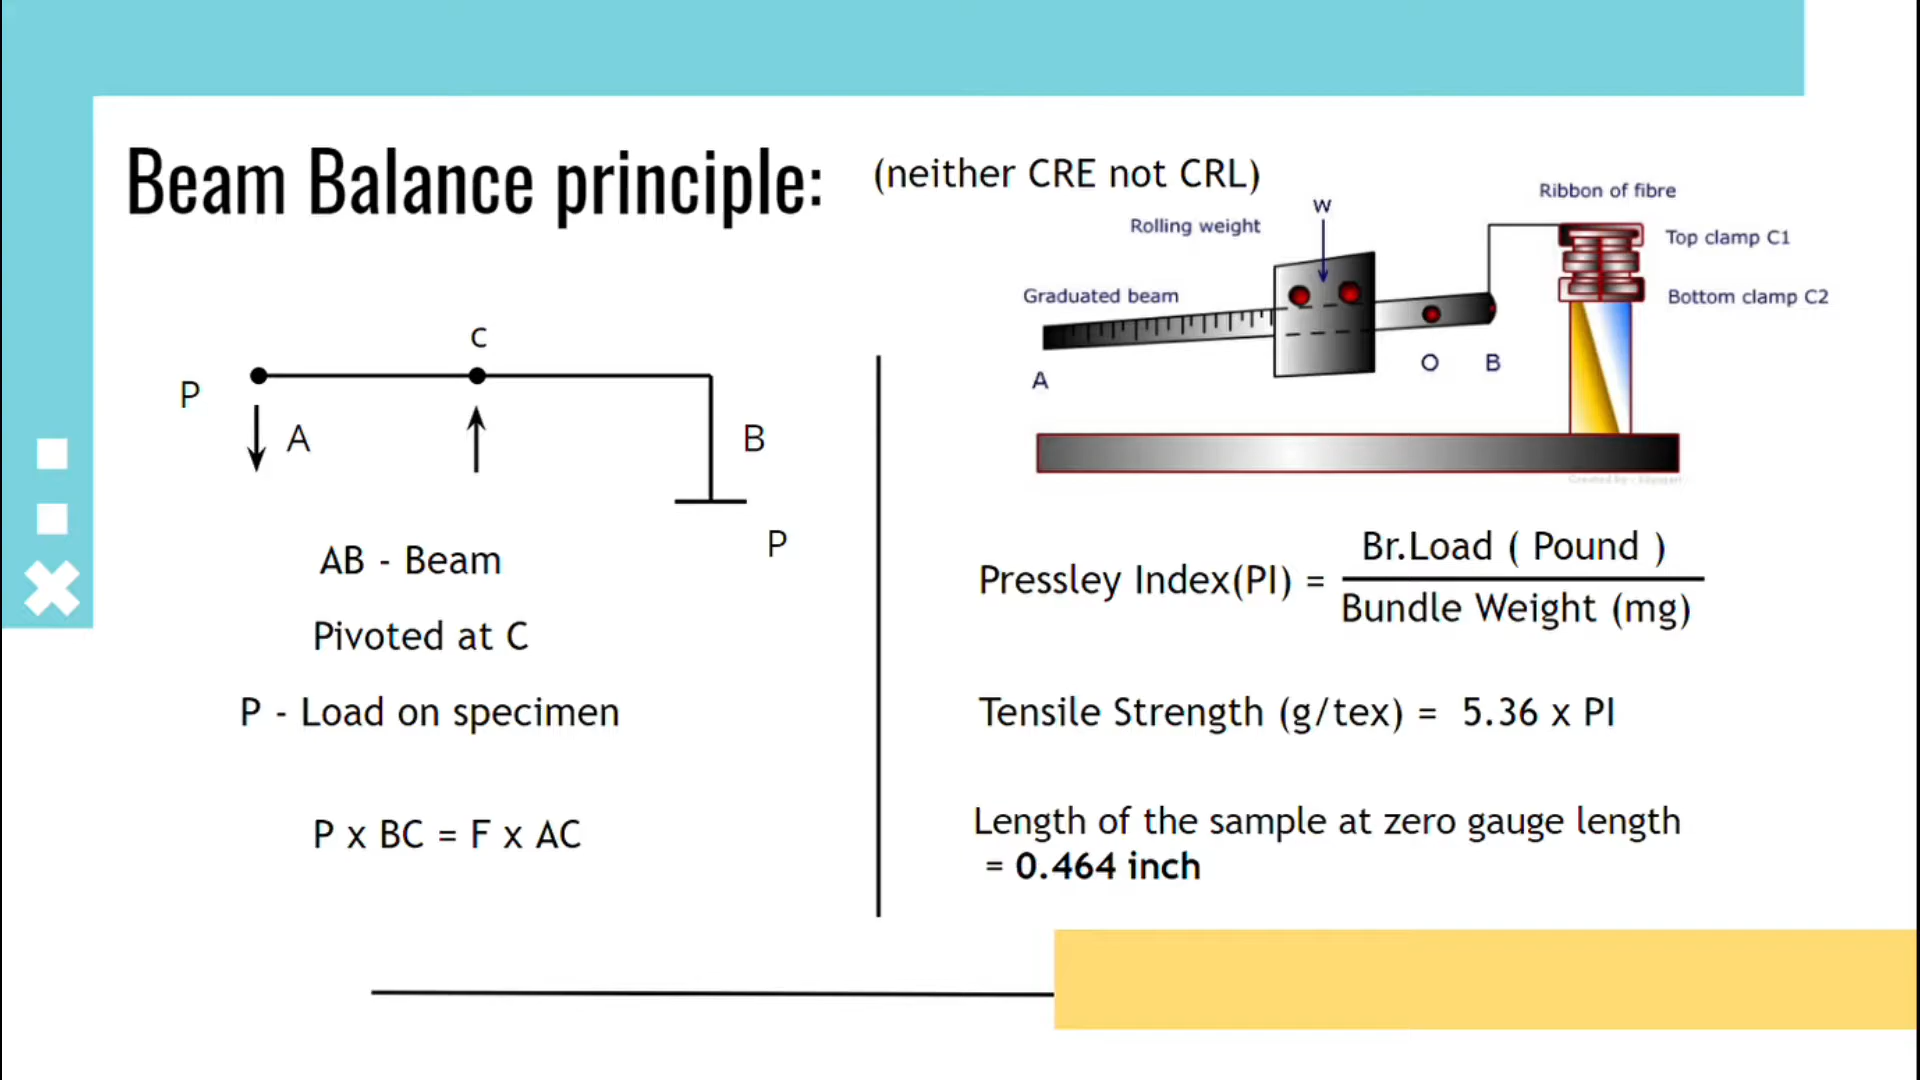 Beam Balance principle:
(neither CRE not CRL)
P
A
c
B
P
AB - Beam
Pivoted at C
P - Load on specimen
P x BC = F x AC
Ribbon of fibre
W
Rolling weight
Top clamp C1
Graduated beam
Bottom clamp C2
A
O
B
Pressley Index(PI) =
Br.Load ( Pound )
Bundle Weight (mg)
Tensile Strength (g/tex) = 5.36 x PI
Length of the sample at zero gauge length
= 0.464 inch